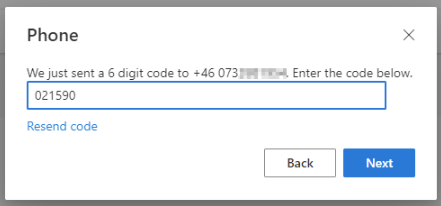 Phone
We just sent a 6 digit code to +46 073. Enter the code below.
021590
Resend code
Back
Next